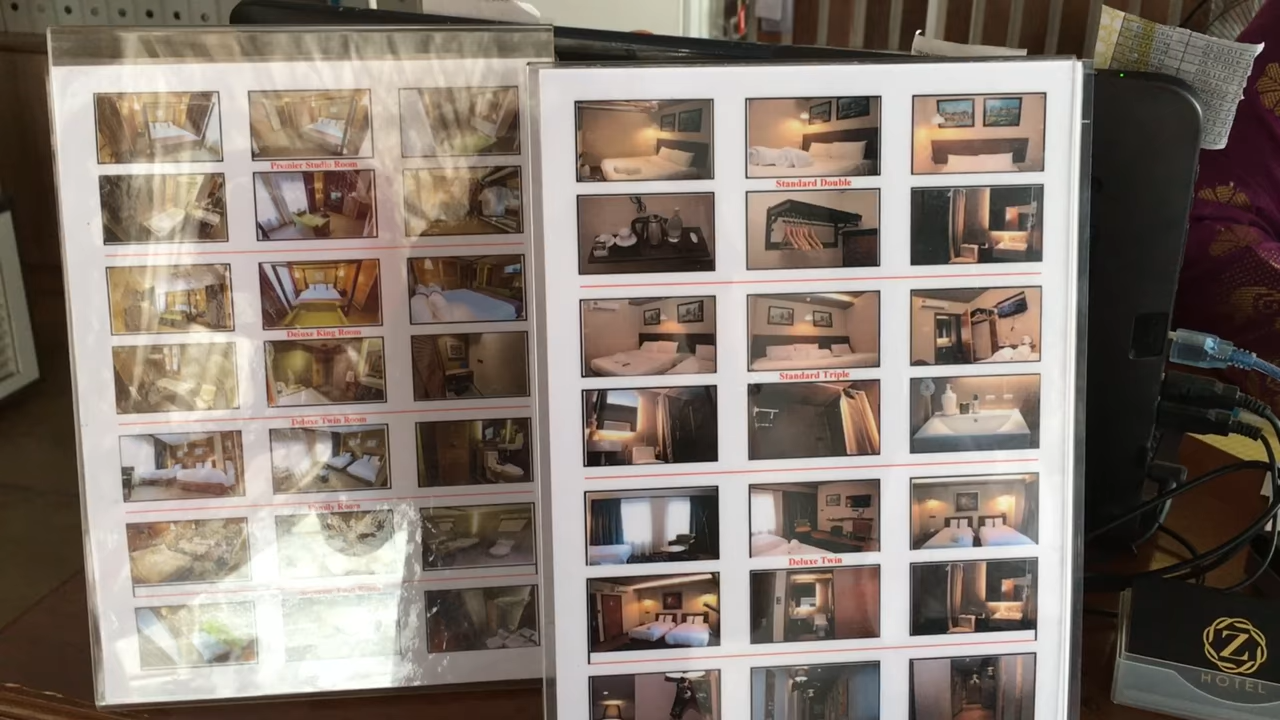 Premier Studio Room
Deluxe King Room
Deluxe Twin Room
Family Room
Standard Double
Standard Triple
Deluxe Twin
Z
HOTEL